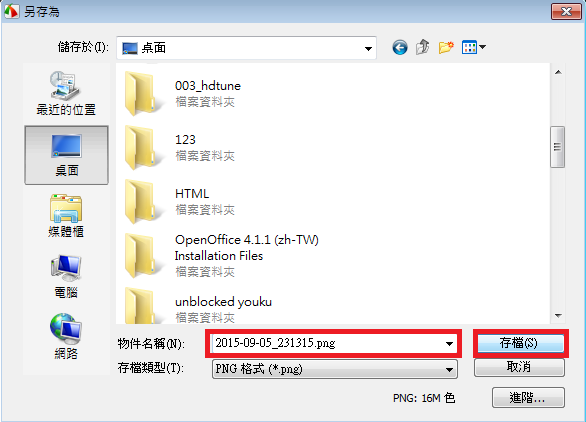 另存為
儲存於(I):
桌面
最近的位置
桌面
媒體櫃
電腦
網路
003_hdtune
檔案資料夾
123
檔案資料夾
HTML
檔案資料夾
OpenOffice 4.1.1 (zh-TW)
Installation Files
檔案資料夾
unblocked youku
檔案資料夾
物件名稱(N):
2015-09-05_231315.png
存檔(S)
存檔類型(T):
PNG 格式 (*.png)
取消
PNG: 16M 色
進階...